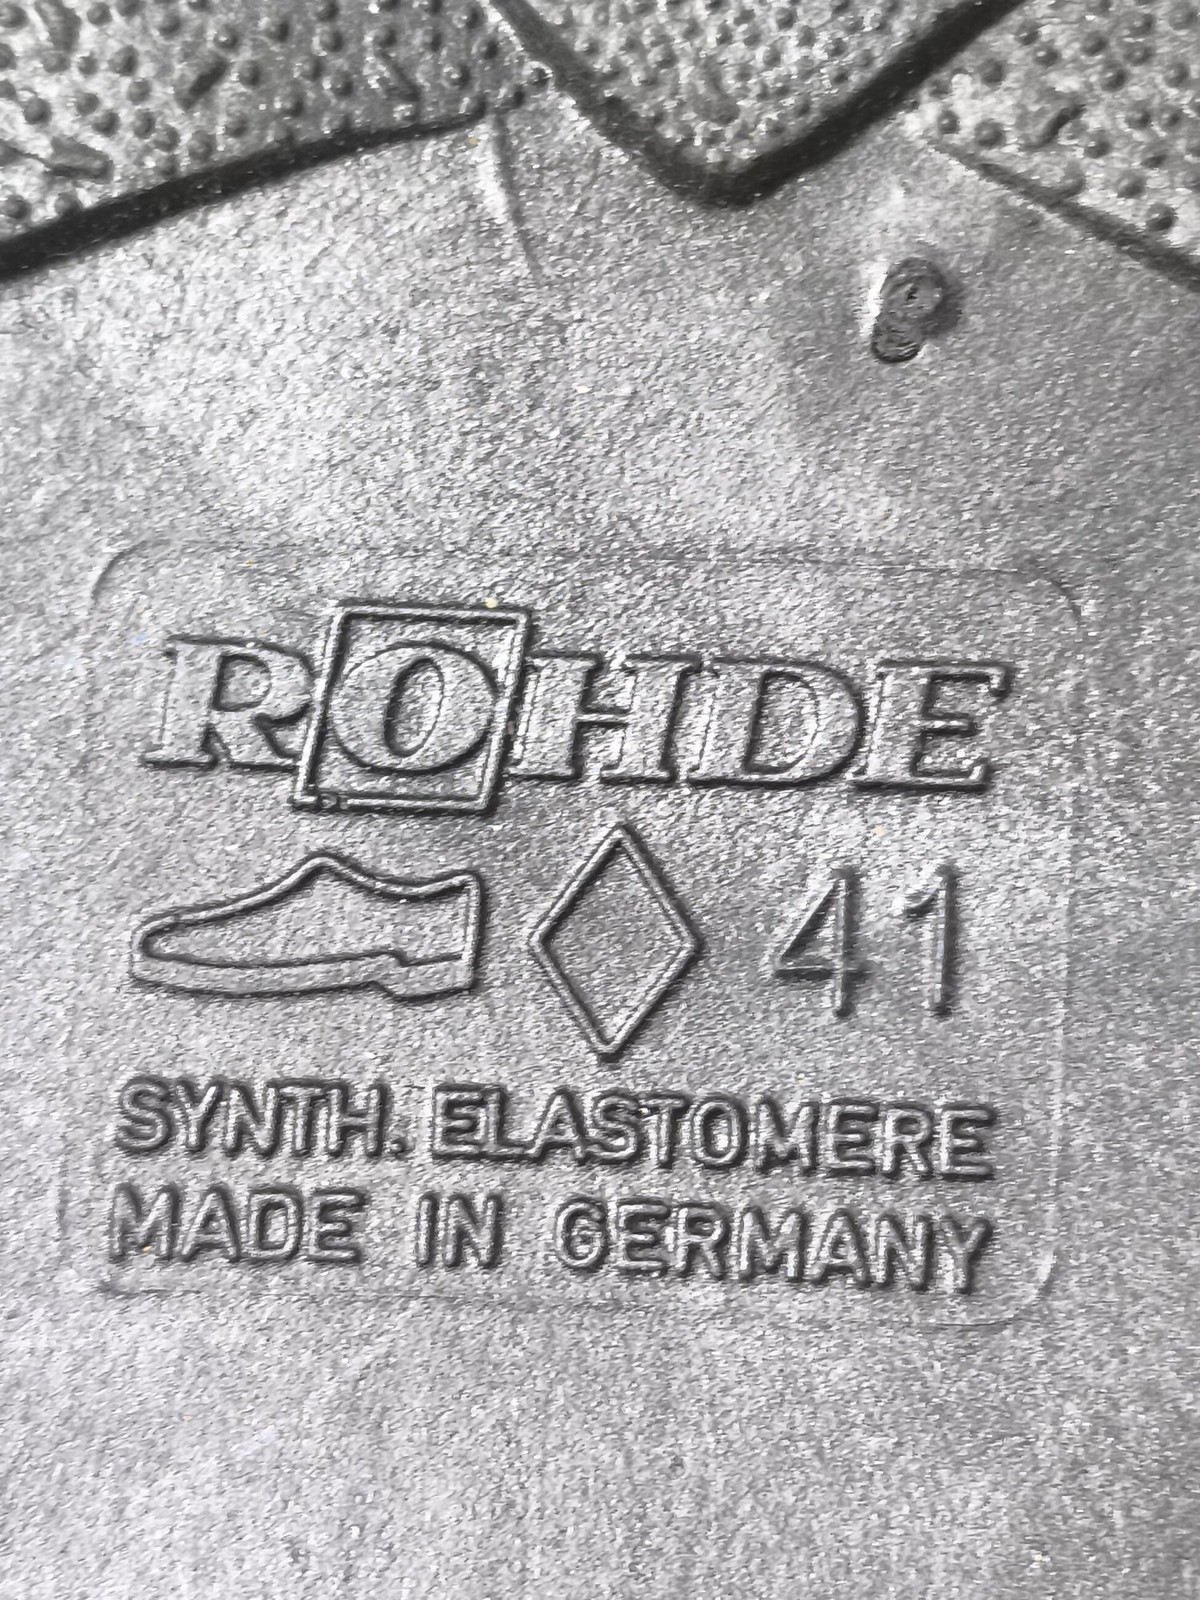 ROHDE
41
SYNTH. ELASTOMERE
MADE IN GERMANY